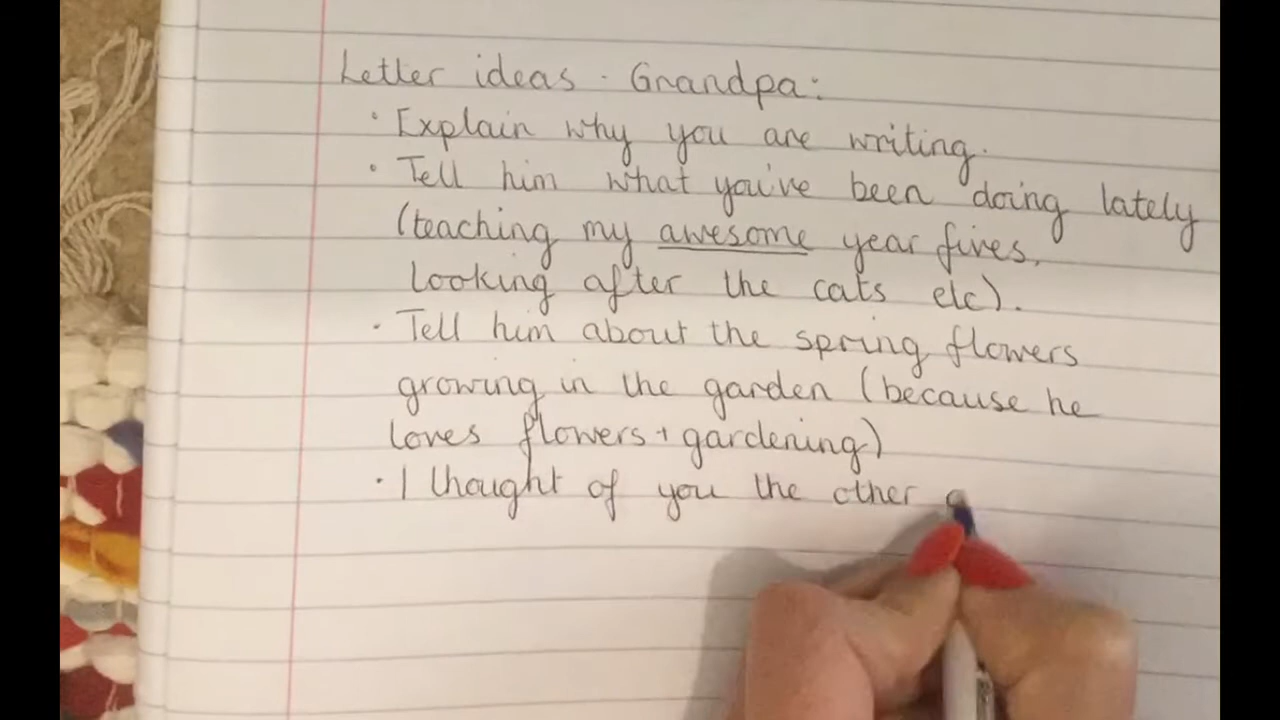 Letter ideas - Grandpa:
• Explain why you are writing.
• Tell him what you've been doing lately
(teaching my awesome year fives,
looking after the cats etc).
• Tell him about the spring flowers
growing in the garden (because he
loves flowers + gardening)
• I thought of you the other